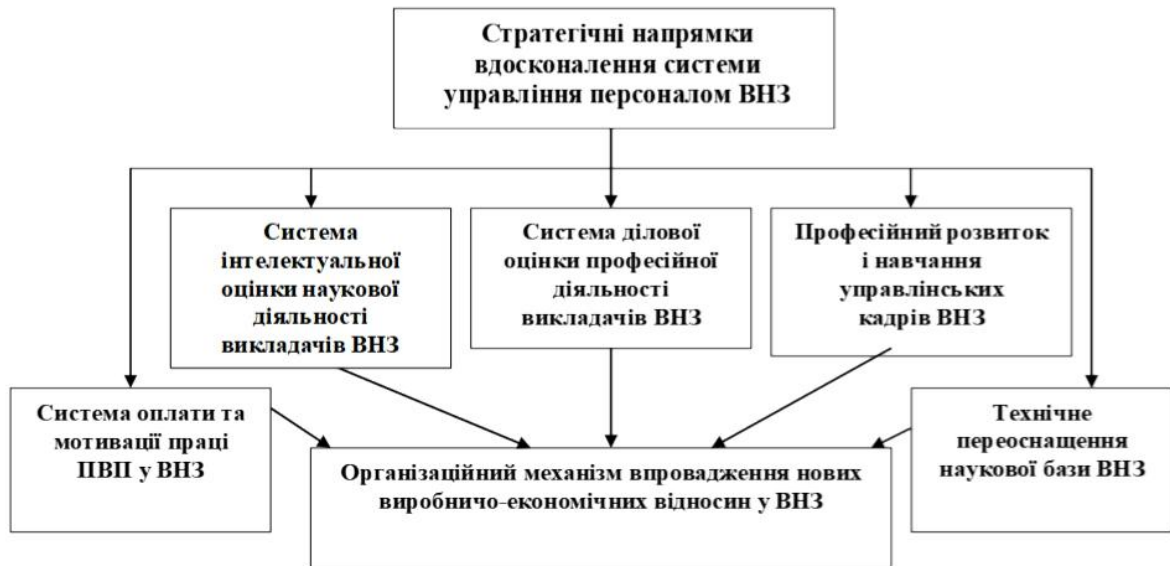 Стратегічні напрямки
вдосконалення системи
управління персоналом ВНЗ
Система
інтелектуальної
оцінки наукової
діяльності
викладачів ВНЗ
Система ділової
оцінки професійної
діяльності
викладачів ВНЗ
Професійний розвиток
і навчання
управлінських
кадрів ВНЗ
Система оплати та
мотивації праці
ПВП у ВНЗ
Організаційний механізм впровадження нових
виробничо-економічних відносин у ВНЗ
Технічне
переоснащення
наукової бази ВНЗ